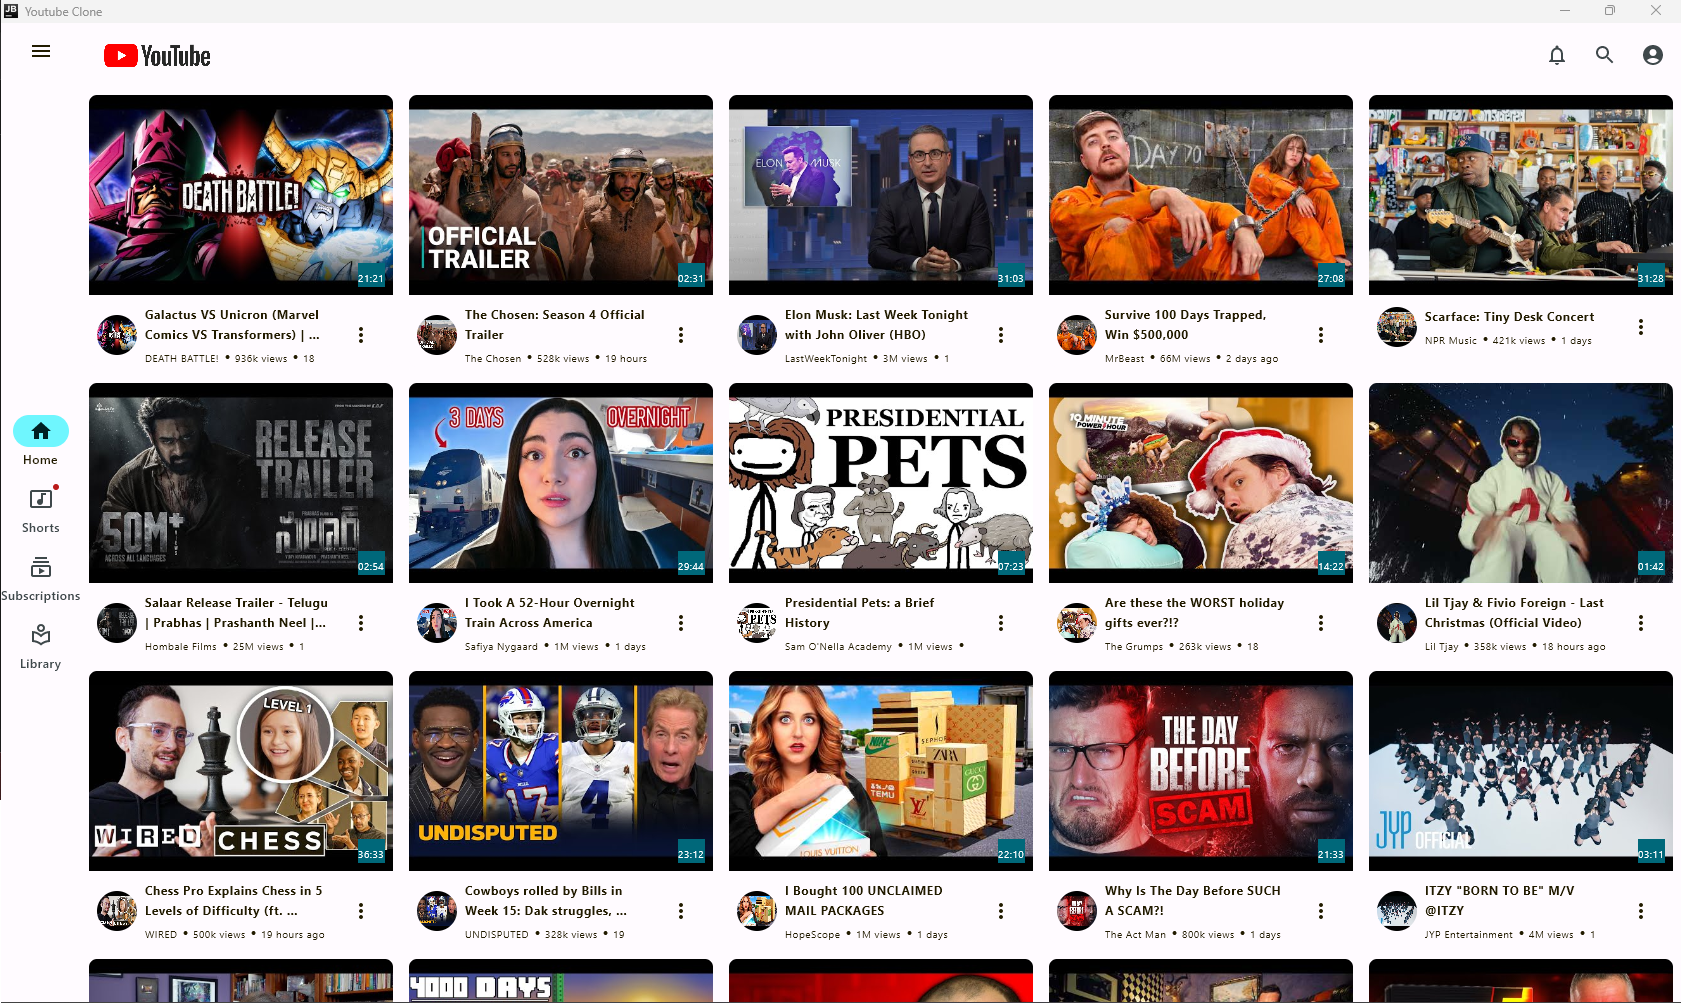 JB Youtube Clone
YouTube
ELON MUSK
DAY 70
DEATH BATTLE!
OFFICIAL
TRAILER
21:21
02:31
31:03
27:08
31:28
Galactus VS Unicron (Marvel
Comics VS Transformers) | ...
DEATH BATTLE! • 936k views • 18
The Chosen: Season 4 Official
Trailer
The Chosen • 528k views • 19 hours
Elon Musk: Last Week Tonight
with John Oliver (HBO)
LastWeekTonight • 3M views • 1
Survive 100 Days Trapped,
Win $500,000
MrBeast • 66M views • 2 days ago
Scarface: Tiny Desk Concert
NPR Music • 421k views • 1 days
Home
Shorts
Subscriptions
Library
RELEASE
TRAILER
50M+
VIEWS
ACROSS ALL LANGUAGES
సలార్
02:54
3 DAYS
OVERNIGHT
29:44
PRESIDENTIAL
PETS
07:23
10 MINUTE
POWER HOUR
14:22
01:42
Salaar Release Trailer - Telugu
| Prabhas | Prashanth Neel |...
Hombale Films • 25M views • 1
I Took A 52-Hour Overnight
Train Across America
Safiya Nygaard • 1M views • 1 days
PETS
Presidential Pets: a Brief
History
Sam O'Nella Academy • 1M views •
Are these the WORST holiday
gifts ever?!?
The Grumps • 263k views • 18
Lil Tjay & Fivio Foreign - Last
Christmas (Official Video)
Lil Tjay • 358k views • 18 hours ago
LEVEL 1
WIRED CHESS
36:33
17
4
UNDISPUTED
23:12
NIKE
SEPHORA
ZARA
TEMU
GUCCI
LV
LOUIS VUITTON
22:10
THE DAY
BEFORE
SCAM
21:33
JYP OFFICIAL
03:11
Chess Pro Explains Chess in 5
Levels of Difficulty (ft. ...
WIRED • 500k views • 19 hours ago
Cowboys rolled by Bills in
Week 15: Dak struggles, ...
UNDISPUTED • 328k views • 19
I Bought 100 UNCLAIMED
MAIL PACKAGES
HopeScope • 1M views • 1 days
Why Is The Day Before SUCH
A SCAM?!
The Act Man • 800k views • 1 days
ITZY "BORN TO BE" M/V
@ITZY
JYP Entertainment • 4M views • 1
4000 DAYS